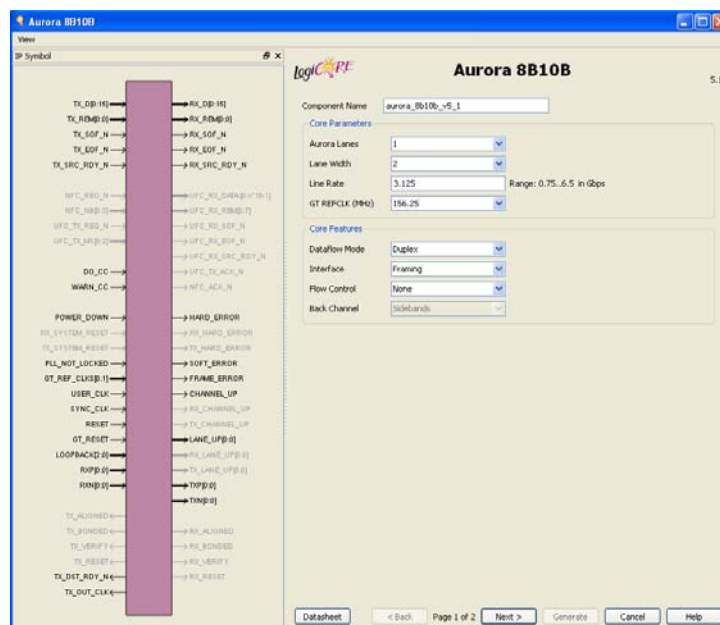 Aurora 8B10B
View
IP Symbol
TX_D[0:15]
TX_REM[0:0]
TX_SOF_N
TX_EOF_N
TX_SRC_RDY_N
NFC_REQ_N
NFC_NB[0:3]
UFC_TX_REQ_N
UFC_TX_MS[0:2]
DO_CC
WARN_CC
POWER_DOWN
RX_SYSTEM_RESET
TX_SYSTEM_RESET
PLL_NOT_LOCKED
GT_REF_CLKS[0:1]
USER_CLK
SYNC_CLK
RESET
GT_RESET
LOOPBACK[2:0]
RXP[0:0]
RXN[0:0]
TX_ALIGNED
TX_BONDED
TX_VERIFY
TX_RESET
TX_DST_RDY_N
TX_OUT_CLK
RX_D[0:15]
RX_REM[0:0]
RX_SOF_N
RX_EOF_N
RX_SRC_RDY_N
UFC_RX_REM[0:?]
UFC_RX_SOF_N
UFC_RX_EOF_N
UFC_RX_SRC_RDY_N
UFC_TX_ACK_N
NFC_ACK_N
HARD_ERROR
RX_HARD_ERROR
TX_HARD_ERROR
SOFT_ERROR
FRAME_ERROR
CHANNEL_UP
RX_CHANNEL_UP
TX_CHANNEL_UP
LANE_UP[0:0]
RX_LANE_UP[0:0]
TX_LANE_UP[0:0]
TXP[0:0]
TXN[0:0]
RX_ALIGNED
RX_BONDED
RX_VERIFY
RX_RESET
LogiCORE
Aurora 8B10B
5.1
Component Name aurora_8b10b_v5_1
Core Parameters
Aurora Lanes 1
Lane Width 2
Line Rate 3.125 Range: 0.75..6.5 in Gbps
GT REFCLK (MHz) 156.25
Core Features
Dataflow Mode Duplex
Interface Framing
Flow Control None
Back Channel Sidebands
Datasheet < Back Page 1 of 2 Next > Generate Cancel Help